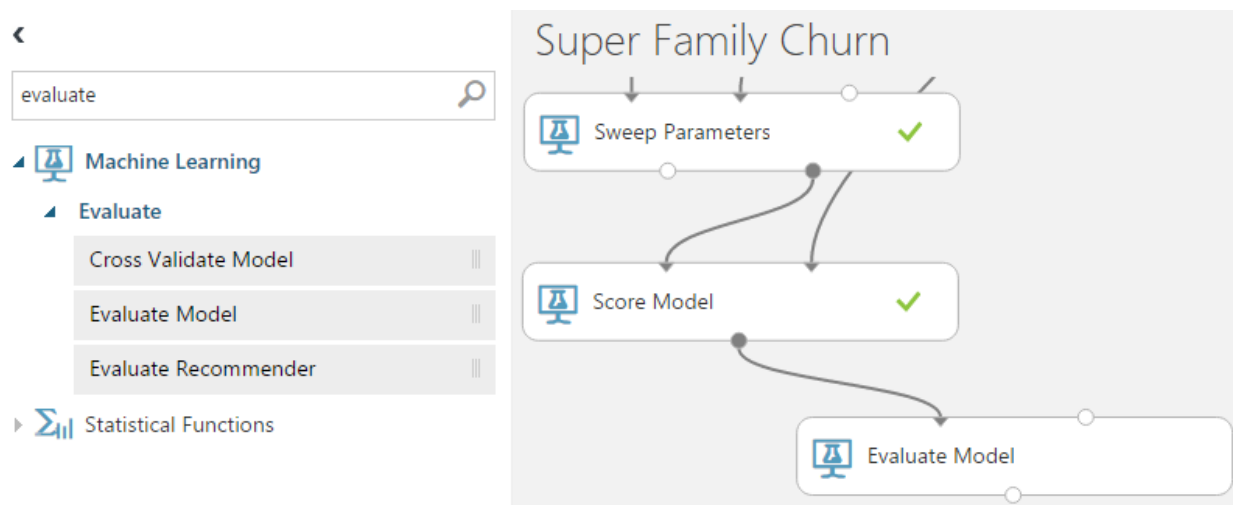 evaluate
Machine Learning
Evaluate
Cross Validate Model
Evaluate Model
Evaluate Recommender
Statistical Functions
Super Family Churn
Sweep Parameters
Score Model
Evaluate Model